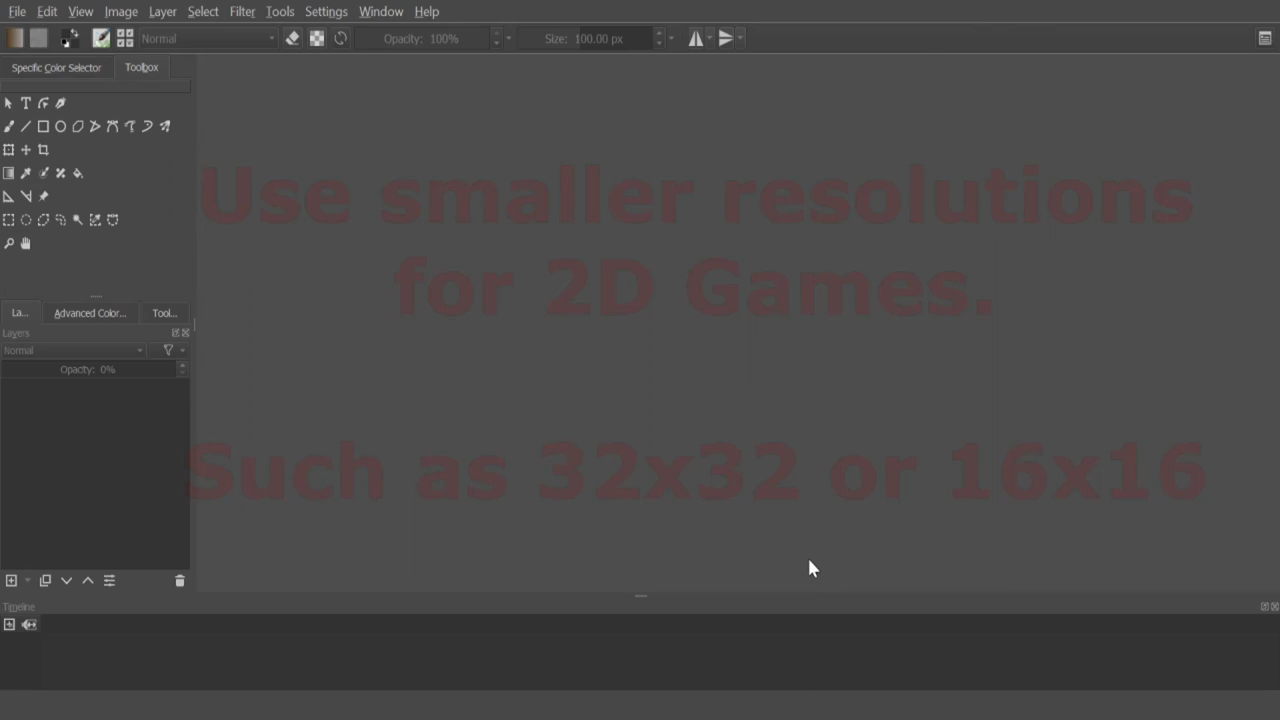 File Edit View Image Layer Select Filter Tools Settings Window Help
Normal Opacity: 100% Size: 100.00 px
Specific Color Selector Toolbox
Use smaller resolutions
for 2D Games.
La... Advanced Color... Tool...
Layers
Normal
Opacity: 0%
Such as 32x32 or 16x16
Timeline